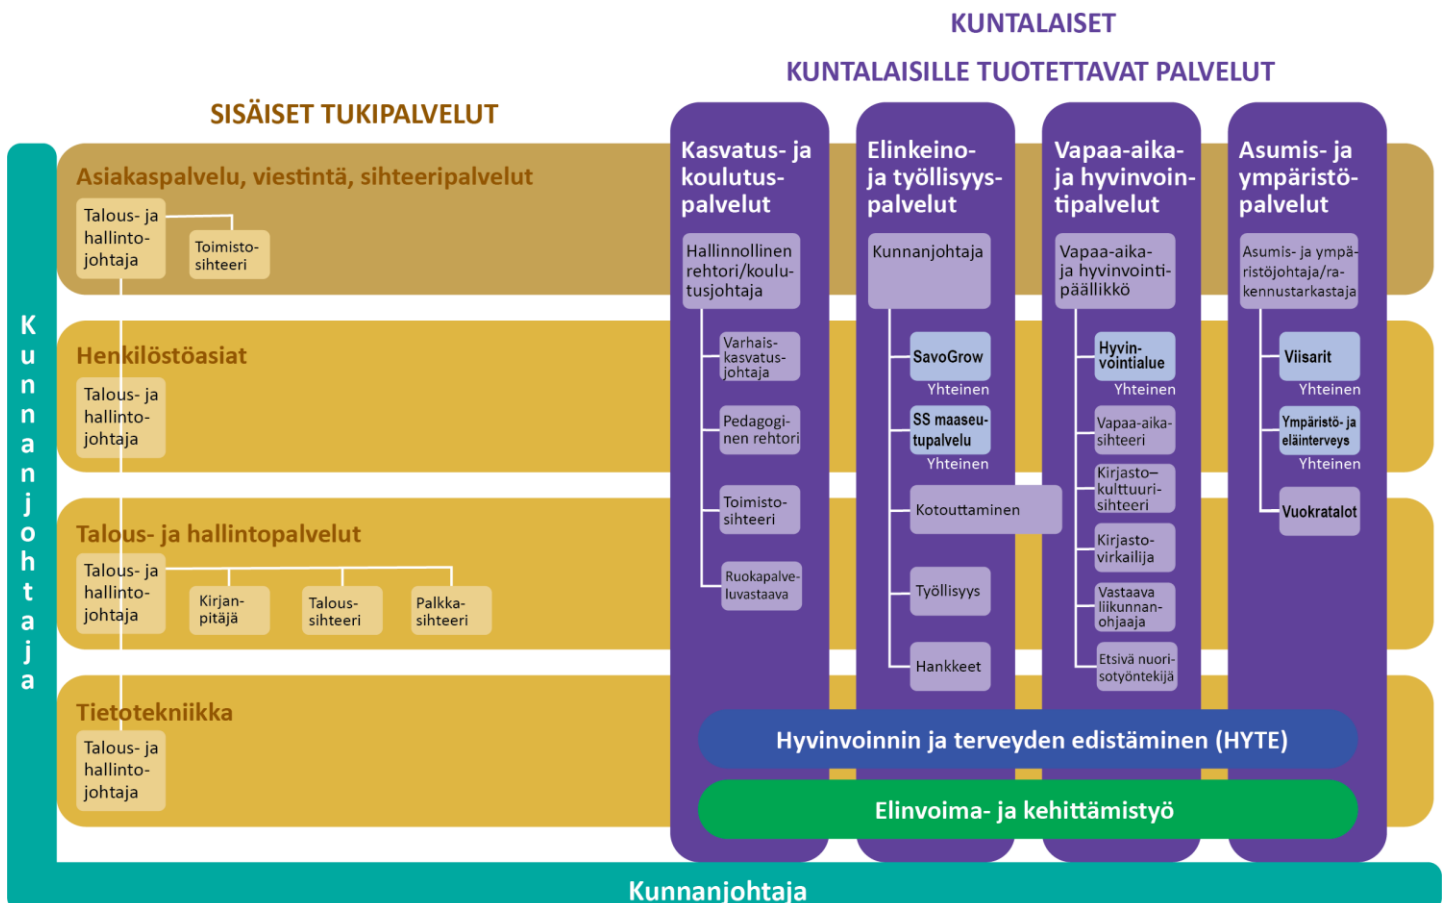 KUNTALAISET
KUNTALAISILLE TUOTETTAVAT PALVELUT
SISÄISET TUKIPALVELUT
Kunnanjohtaja
Asiakaspalvelu, viestintä, sihteeripalvelut
Talous- ja
hallinto-
johtaja
Toimisto-
sihteeri
Henkilöstöasiat
Talous- ja
hallinto-
johtaja
Talous- ja hallintopalvelut
Talous- ja
hallinto-
johtaja
Kirjan-
pitäjä
Talous-
sihteeri
Palkka-
sihteeri
Tietotekniikka
Talous- ja
hallinto-
johtaja
Kasvatus- ja
koulutus-
palvelut
Hallinnollinen
rehtori/koulu-
tusjohtaja
Varhais-
kasvatus-
johtaja
Pedagogi-
nen rehtori
Toimisto-
sihteeri
Ruokapalve-
luvastaava
Elinkeino-
ja työllisyys-
palvelut
Kunnanjohtaja
SavoGrow
Yhteinen
SS maaseu-
tupalvelu
Yhteinen
Kotouttaminen
Työllisyys
Hankkeet
Vapaa-aika-
ja hyvinvoin-
tipalvelut
Vapaa-aika-
ja hyvinvointi-
päällikkö
Hyvin-
vointialue
Yhteinen
Vapaa-aika-
sihteeri
Kirjasto–
kulttuuri-
sihteeri
Kirjasto-
virkailija
Vastaava
liikunnan-
ohjaaja
Etsivä nuori-
sotyöntekijä
Asumis- ja
ympäristö-
palvelut
Asumis- ja ympä-
ristöjohtaja/ra-
kennustarkastaja
Viisarit
Yhteinen
Ympäristö- ja
eläinterveys
Yhteinen
Vuokratalot
Hyvinvoinnin ja terveyden edistäminen (HYTE)
Elinvoima- ja kehittämistyö
Kunnanjohtaja